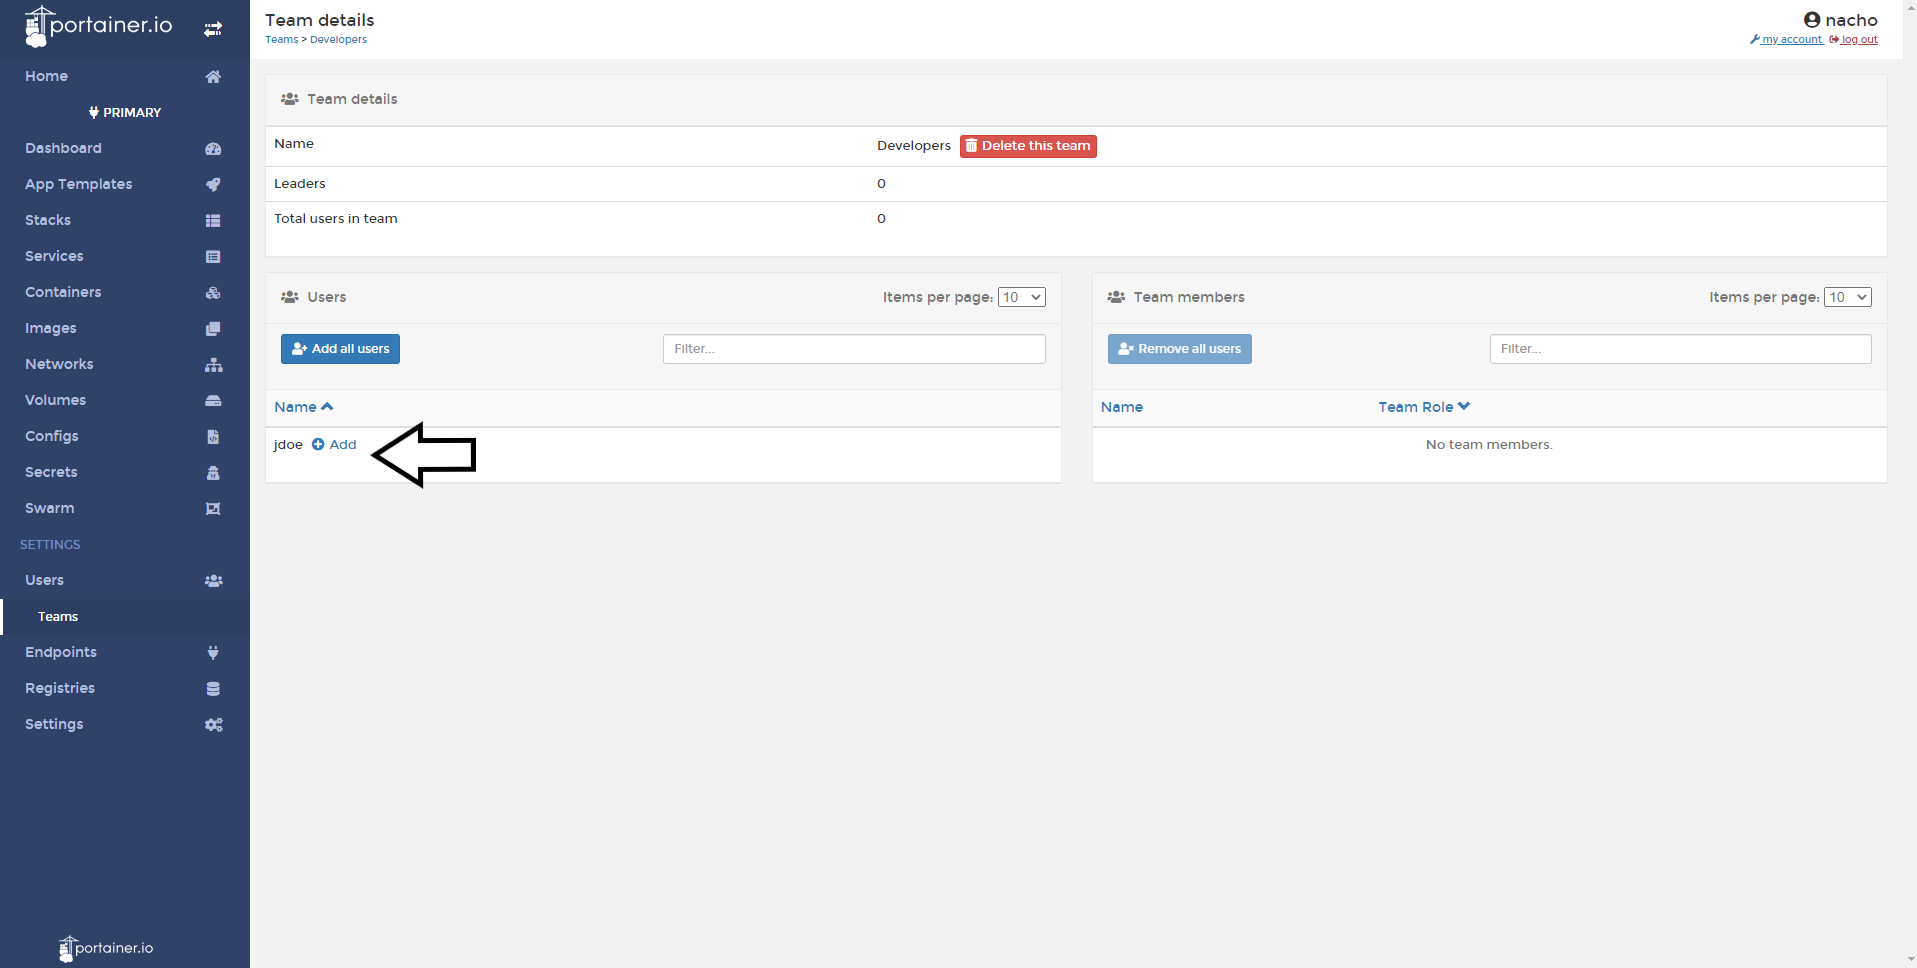 portainer.io
Home
PRIMARY
Dashboard
App Templates
Stacks
Services
Containers
Images
Networks
Volumes
Configs
Secrets
Swarm
SETTINGS
Users
Teams
Endpoints
Registries
Settings
portainer.io
Team details
Teams > Developers
nacho
my account log out
Team details
Name Developers Delete this team
Leaders 0
Total users in team 0
Users Items per page: 10
Add all users Filter...
Name
jdoe Add
Team members Items per page: 10
Remove all users Filter...
Name Team Role
No team members.